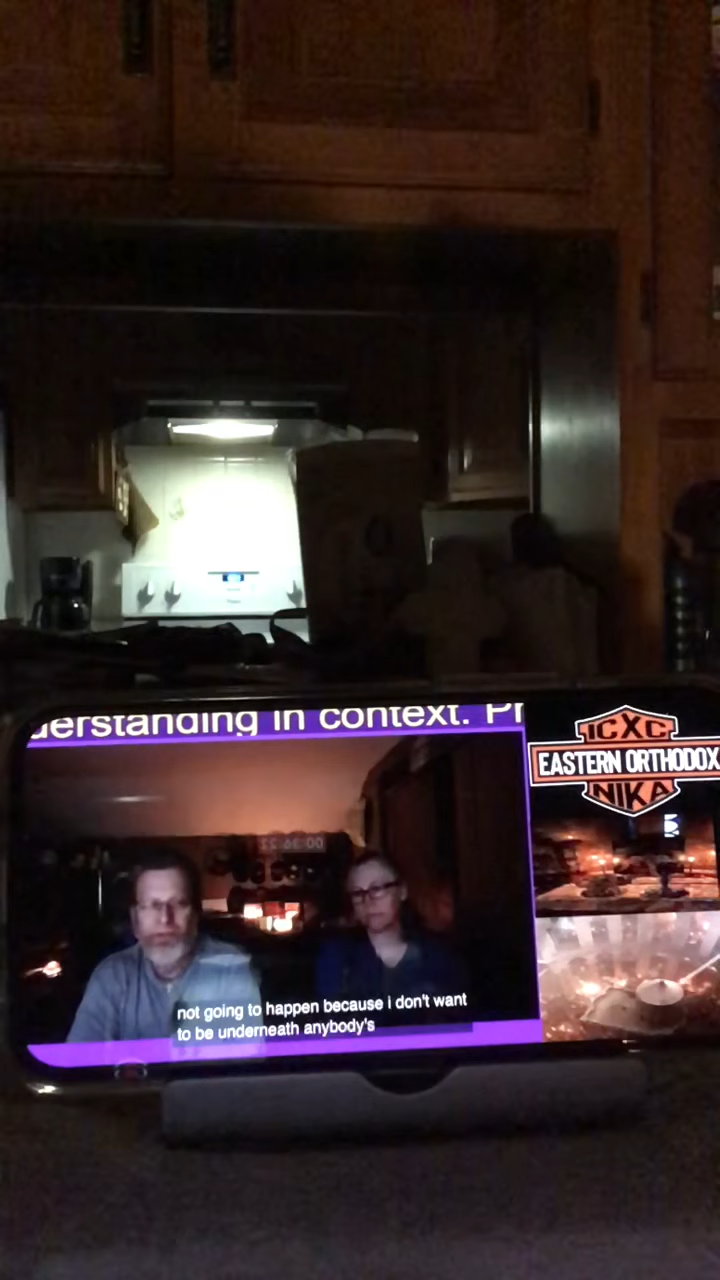 derstanding in context. Pr
ICXC
EASTERN ORTHODOX
NIKA
not going to happen because i don't want
to be underneath anybody's